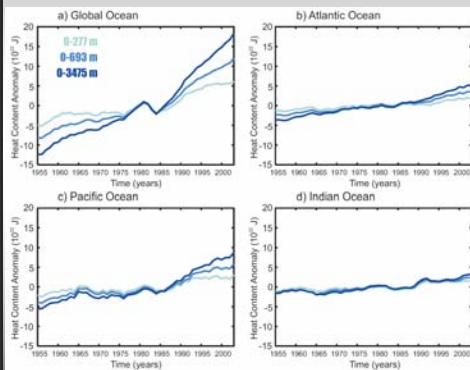 a) Global Ocean
Heat Content Anomaly (10²² J)
20
15
10
5
0
-5
-10
-15
0-277 m
0-693 m
0-3475 m
1955 1960 1965 1970 1975 1980 1985 1990 1995 2000
Time (years)
b) Atlantic Ocean
Heat Content Anomaly (10²² J)
20
15
10
5
0
-5
-10
-15
1955 1960 1965 1970 1975 1980 1985 1990 1995 2000
Time (years)
c) Pacific Ocean
Heat Content Anomaly (10²² J)
20
15
10
5
0
-5
-10
-15
1955 1960 1965 1970 1975 1980 1985 1990 1995 2000
Time (years)
d) Indian Ocean
Heat Content Anomaly (10²² J)
20
15
10
5
0
-5
-10
-15
1955 1960 1965 1970 1975 1980 1985 1990 1995 2000
Time (years)